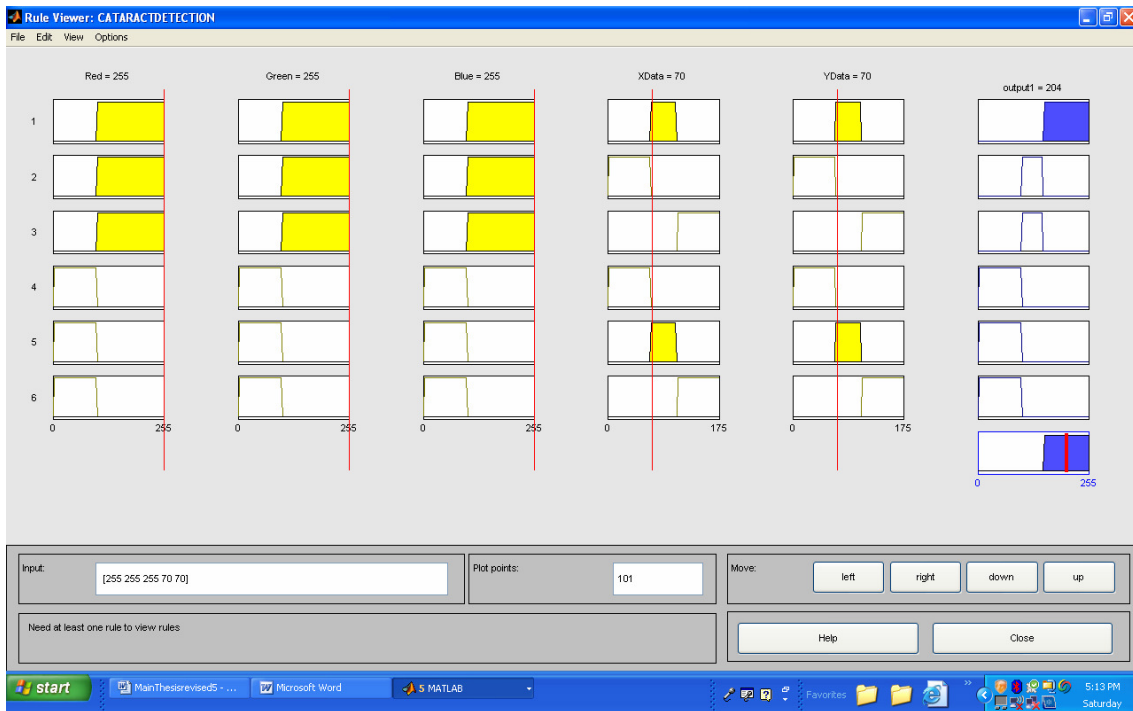 Rule Viewer: CATARACTDETECTION
File Edit View Options
Red = 255 Green = 255 Blue = 255 XData = 70 YData = 70
output1 = 204
1
2
3
4
5
6
0 255 0 255 0 255 0 175 0 175
0 255
Input: [255 255 255 70 70] Plot points: 101 Move: left right down up
Need at least one rule to view rules
Help Close
start MainThesisrevised5 - ... Microsoft Word 5 MATLAB Favorites » 5:13 PM
Saturday